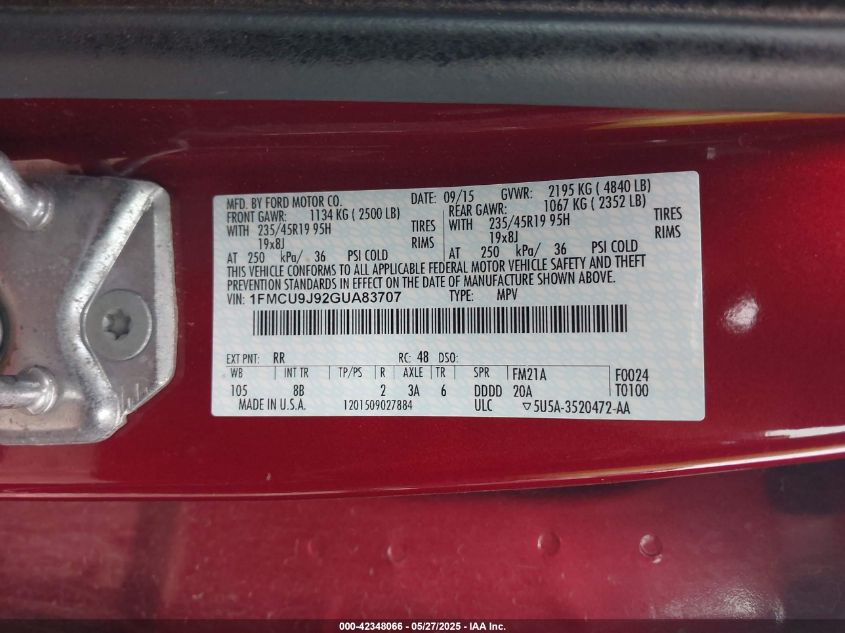 MFD. BY FORD MOTOR CO. DATE: 09/15 GVWR: 2195 KG ( 4840 LB)
FRONT GAWR: 1134 KG ( 2500 LB) REAR GAWR: 1067 KG ( 2352 LB)
WITH 235/45R19 95H TIRES WITH 235/45R19 95H TIRES
19x8J RIMS 19x8J RIMS
AT 250 kPa/ 36 PSI COLD AT 250 kPa/ 36 PSI COLD
THIS VEHICLE CONFORMS TO ALL APPLICABLE FEDERAL MOTOR VEHICLE SAFETY AND THEFT
PREVENTION STANDARDS IN EFFECT ON THE DATE OF MANUFACTURE SHOWN ABOVE.
VIN: 1FMCU9J92GUA83707 TYPE: MPV
EXT PNT: RR RC: 48 DSO:
WB INT TR TP/PS R AXLE TR SPR FM21A F0024
105 8B 2 3A 6 DDDD 20A T0100
MADE IN U.S.A. 1201509027884 ULC ▽5U5A-3520472-AA
000-42348066 - 05/27/2025 - IAA Inc.